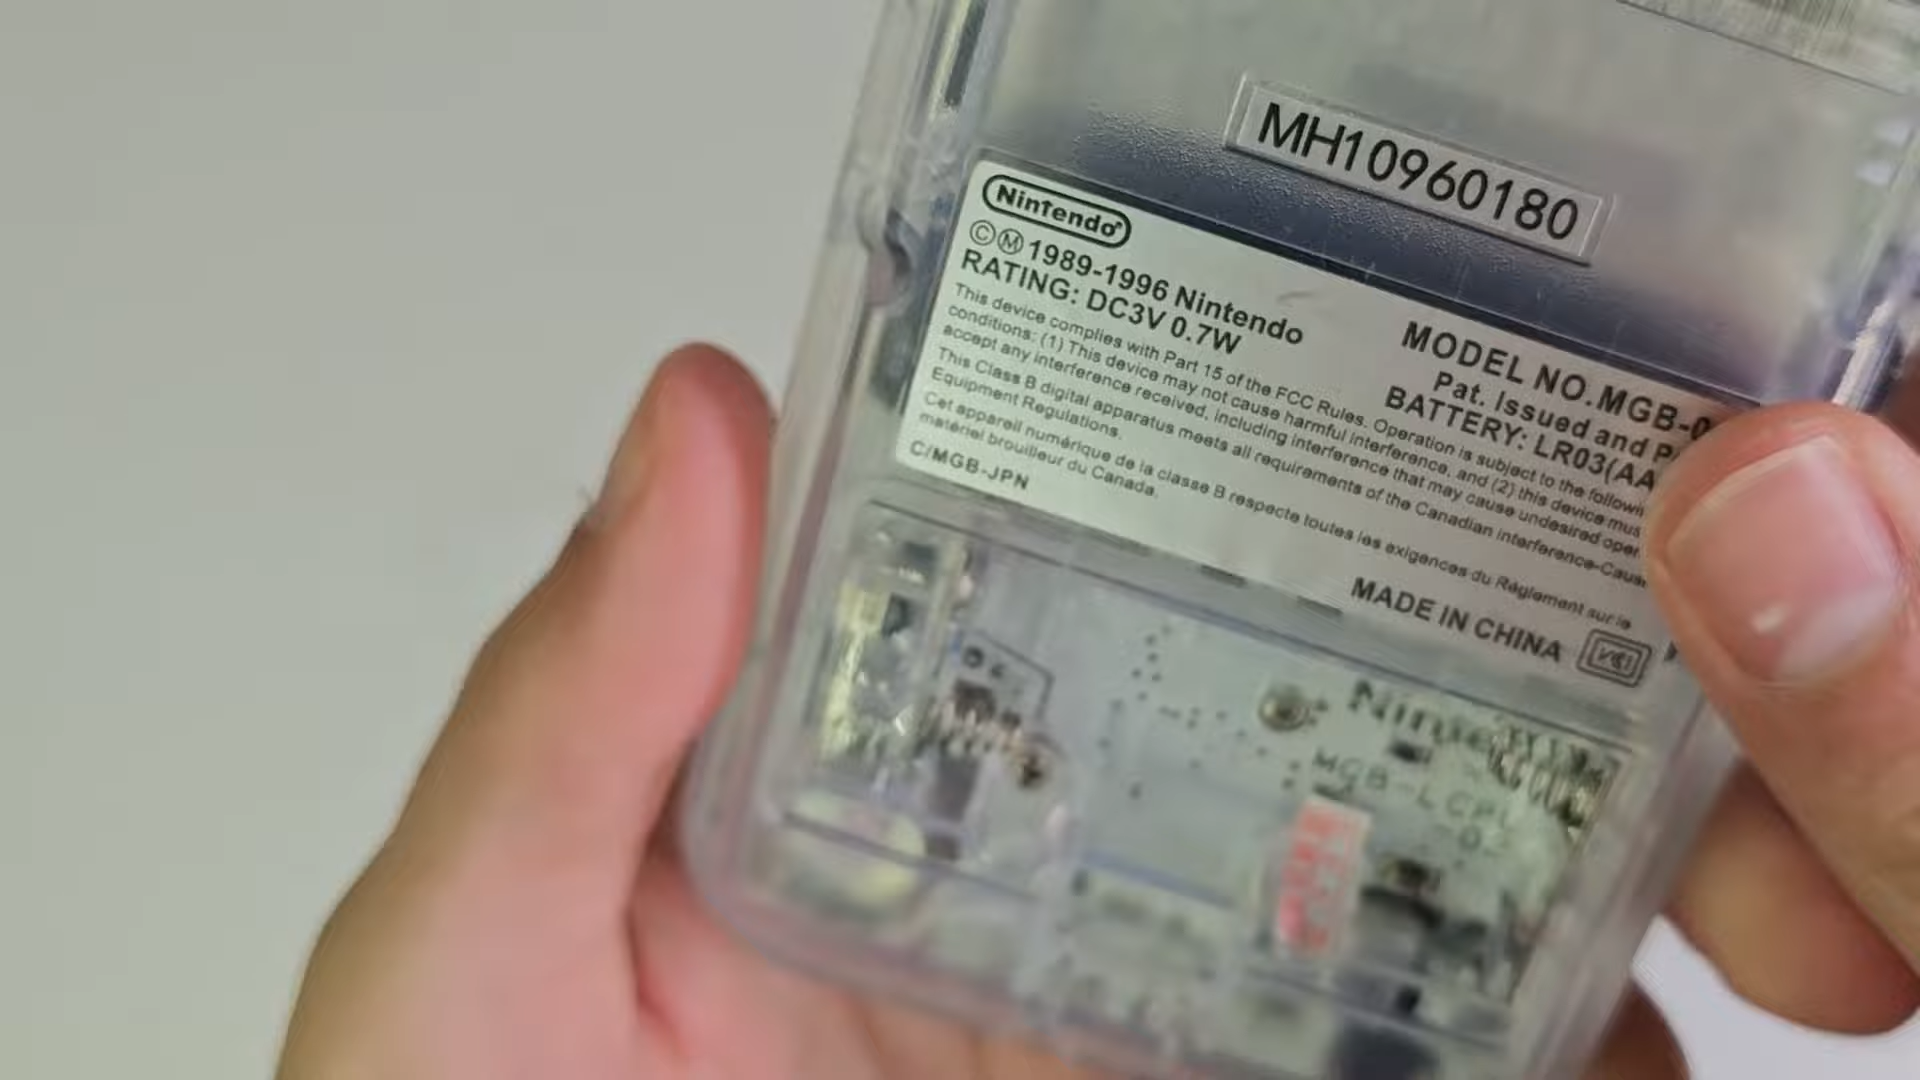 MH10960180
Nintendo
©Ⓜ 1989-1996 Nintendo
RATING: DC3V 0.7W
MODEL NO.MGB-0
Pat. Issued and P
BATTERY: LR03(AA
This device complies with Part 15 of the FCC Rules. Operation is subject to the followin
conditions: (1) This device may not cause harmful interference, and (2) this device mus
accept any interference received, including interference that may cause undesired oper
This Class B digital apparatus meets all requirements of the Canadian Interference-Caus
Equipment Regulations.
Cet appareil numérique de la classe B respecte toutes les exigences du Règlement sur le
matériel brouilleur du Canada.
C/MGB-JPN
MADE IN CHINA
Nintendo
MGB-LCPU